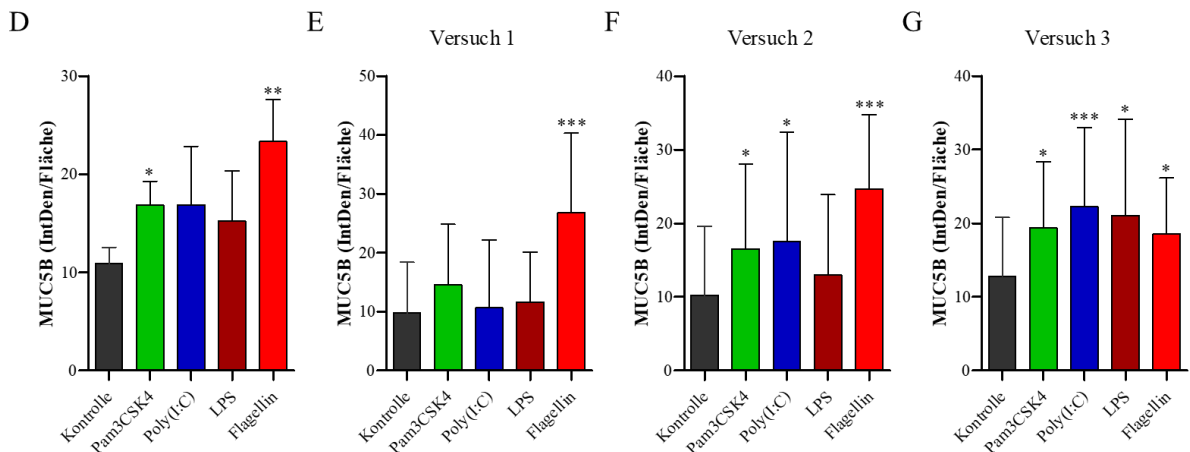 D
MUC5B (IntDen/Fläche)
30
20
10
0
**
*
Kontrolle
Pam3CSK4
Poly(I:C)
LPS
Flagellin
E
Versuch 1
MUC5B (IntDen/Fläche)
50
40
30
20
10
0
***
Kontrolle
Pam3CSK4
Poly(I:C)
LPS
Flagellin
F
Versuch 2
MUC5B (IntDen/Fläche)
40
30
20
10
0
*
*
***
Kontrolle
Pam3CSK4
Poly(I:C)
LPS
Flagellin
G
Versuch 3
MUC5B (IntDen/Fläche)
40
30
20
10
0
*
***
*
*
Kontrolle
Pam3CSK4
Poly(I:C)
LPS
Flagellin